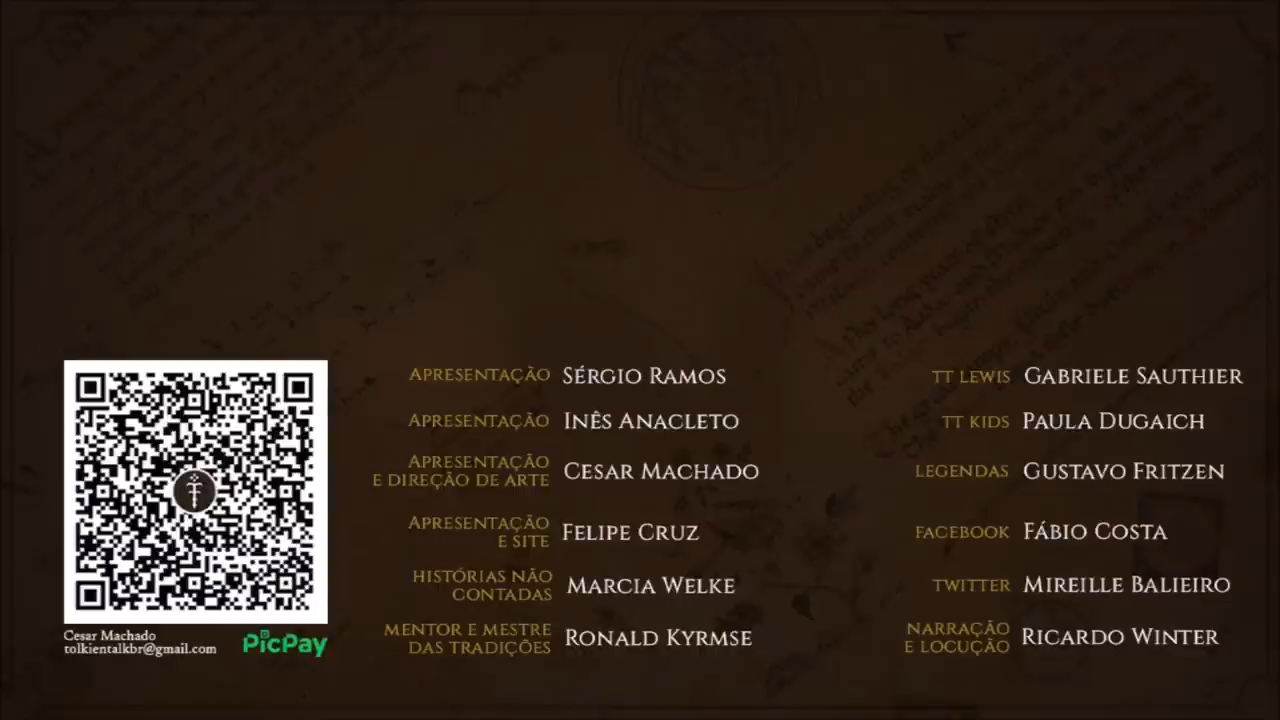 APRESENTAÇÃO SÉRGIO RAMOS
APRESENTAÇÃO INÊS ANACLETO
APRESENTAÇÃO
E DIREÇÃO DE ARTE CESAR MACHADO
APRESENTAÇÃO
E SITE FELIPE CRUZ
HISTÓRIAS NÃO
CONTADAS MARCIA WELKE
MENTOR E MESTRE
DAS TRADIÇÕES RONALD KYRMSE
TT LEWIS GABRIELE SAUTHIER
TT KIDS PAULA DUGAICH
LEGENDAS GUSTAVO FRITZEN
FACEBOOK FÁBIO COSTA
TWITTER MIREILLE BALIEIRO
NARRAÇÃO
E LOCUÇÃO RICARDO WINTER
Cesar Machado
tolkientalkbr@gmail.com
PicPay